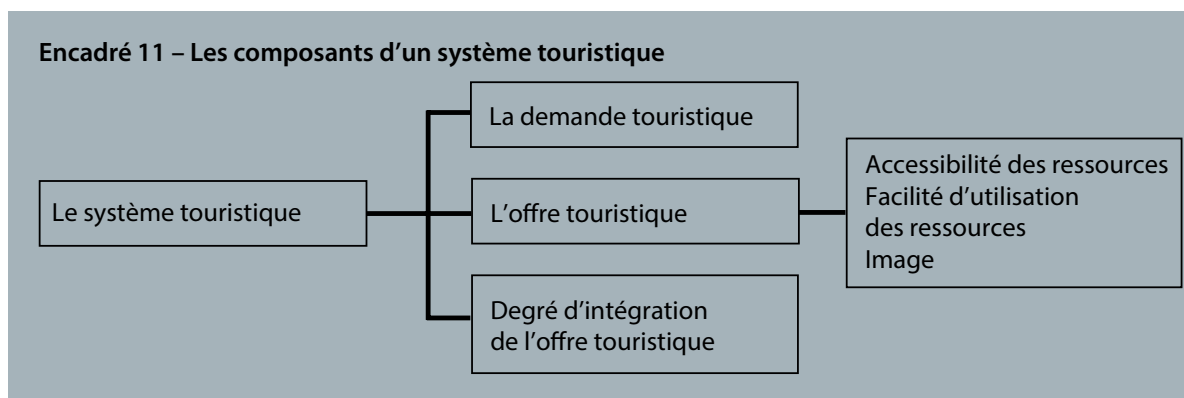 Encadré 11 – Les composants d’un système touristique
La demande touristique
Le système touristique
L’offre touristique
Accessibilité des ressources
Facilité d’utilisation
des ressources
Image
Degré d’intégration
de l’offre touristique